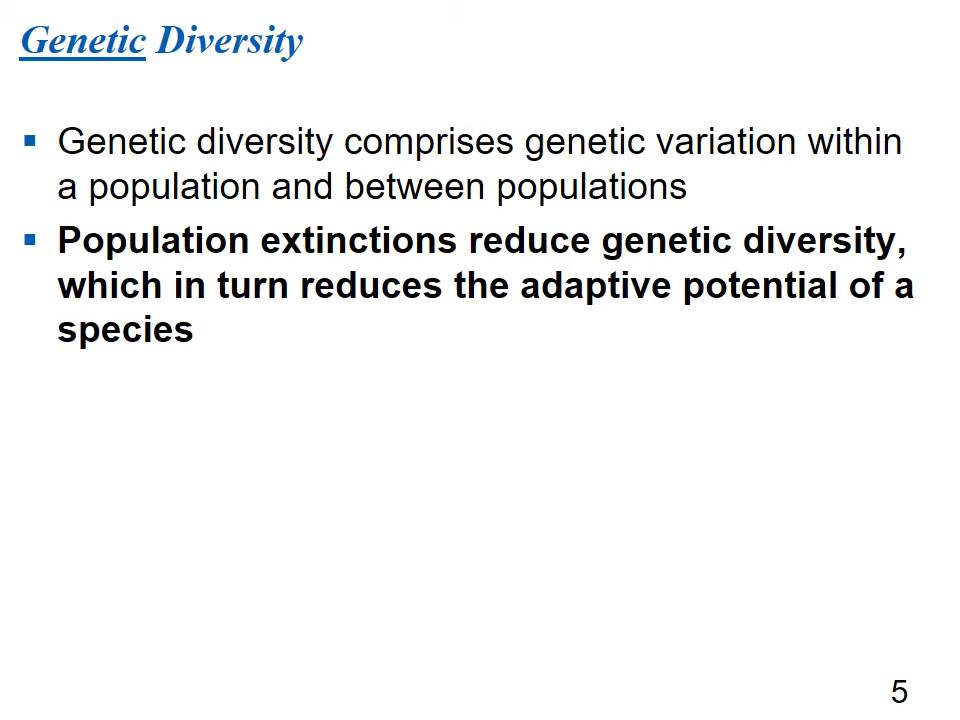 Genetic Diversity
▪ Genetic diversity comprises genetic variation within
a population and between populations
▪ Population extinctions reduce genetic diversity,
which in turn reduces the adaptive potential of a
species
5